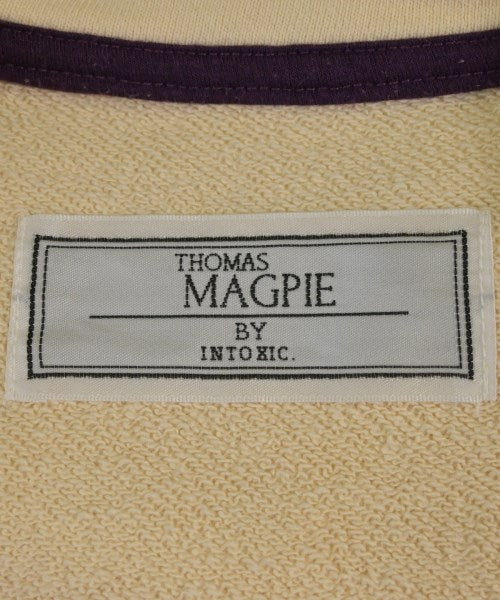 THOMAS
MAGPIE
BY
INTOXIC.